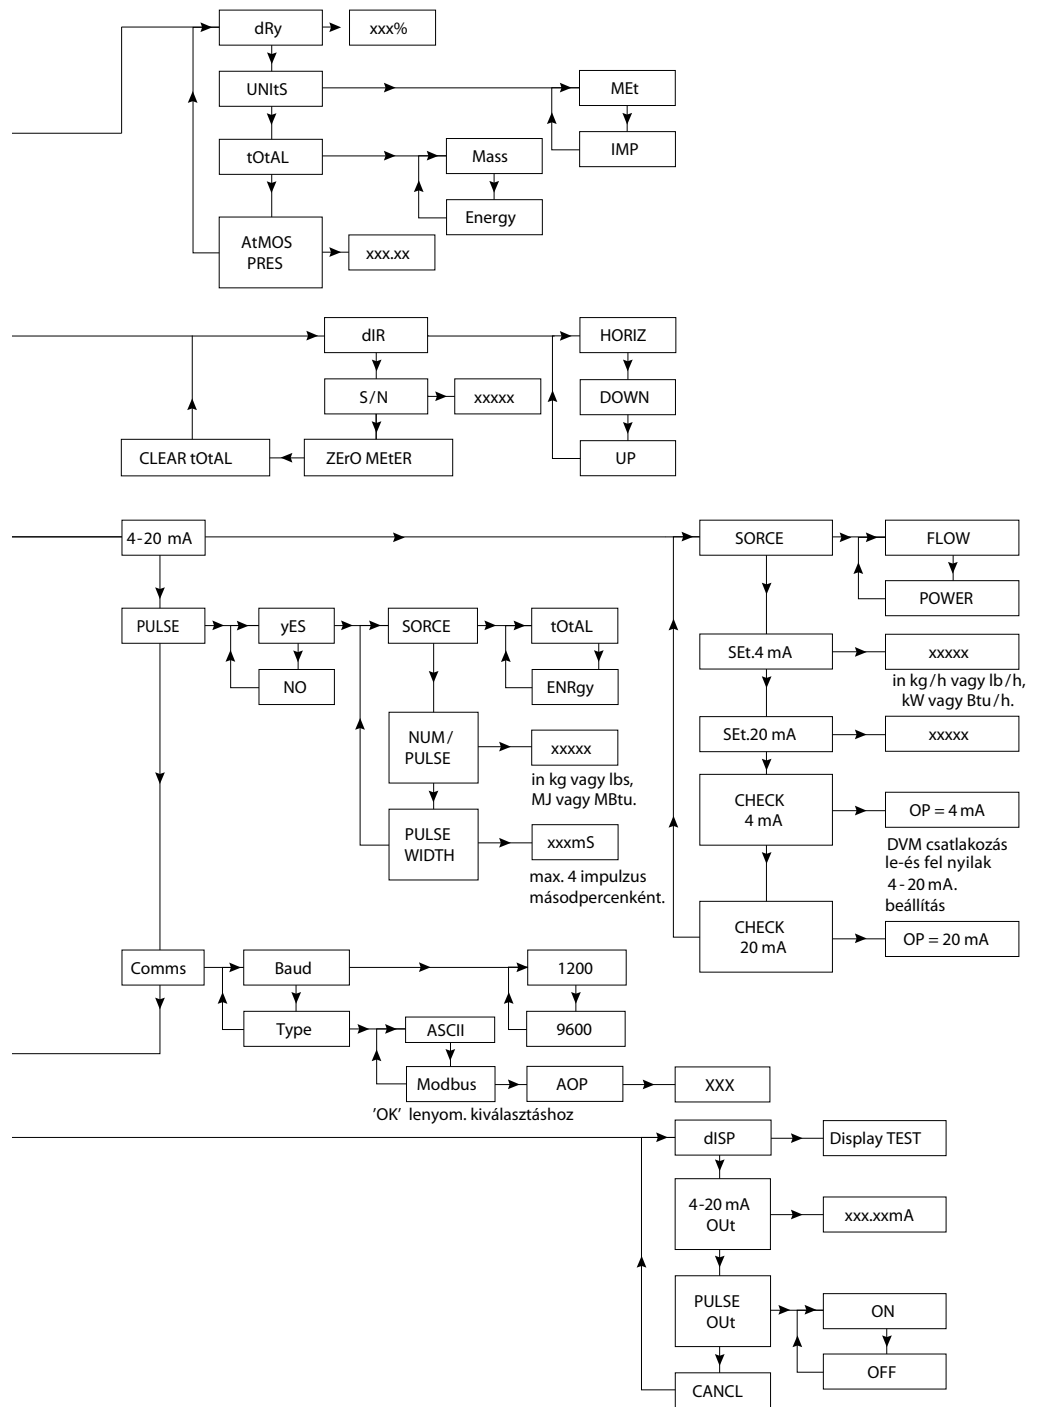 dRy
xxx%
UNItS
MEt
IMP
tOtAL
Mass
Energy
AtMOS
PRES
xxx.xx
dIR
HORIZ
S/N
xxxxx
DOWN
CLEAR tOtAL
ZErO MEtER
UP
4-20 mA
SORCE
FLOW
POWER
PULSE
yES
SORCE
tOtAL
NO
ENRgy
SEt.4 mA
xxxxx
in kg/h vagy lb/h,
kW vagy Btu/h.
NUM/
PULSE
xxxxx
in kg vagy lbs,
MJ vagy MBtu.
SEt.20 mA
xxxxx
PULSE
WIDTH
xxxmS
max. 4 impulzus
másodpercenként.
CHECK
4 mA
OP = 4 mA
DVM csatlakozás
le-és fel nyilak
4-20 mA.
beállítás
CHECK
20 mA
OP = 20 mA
Comms
Baud
1200
Type
ASCII
9600
Modbus
AOP
XXX
'OK' lenyom. kiválasztáshoz
dISP
Display TEST
4-20 mA
OUt
xxx.xxmA
PULSE
OUt
ON
OFF
CANCL